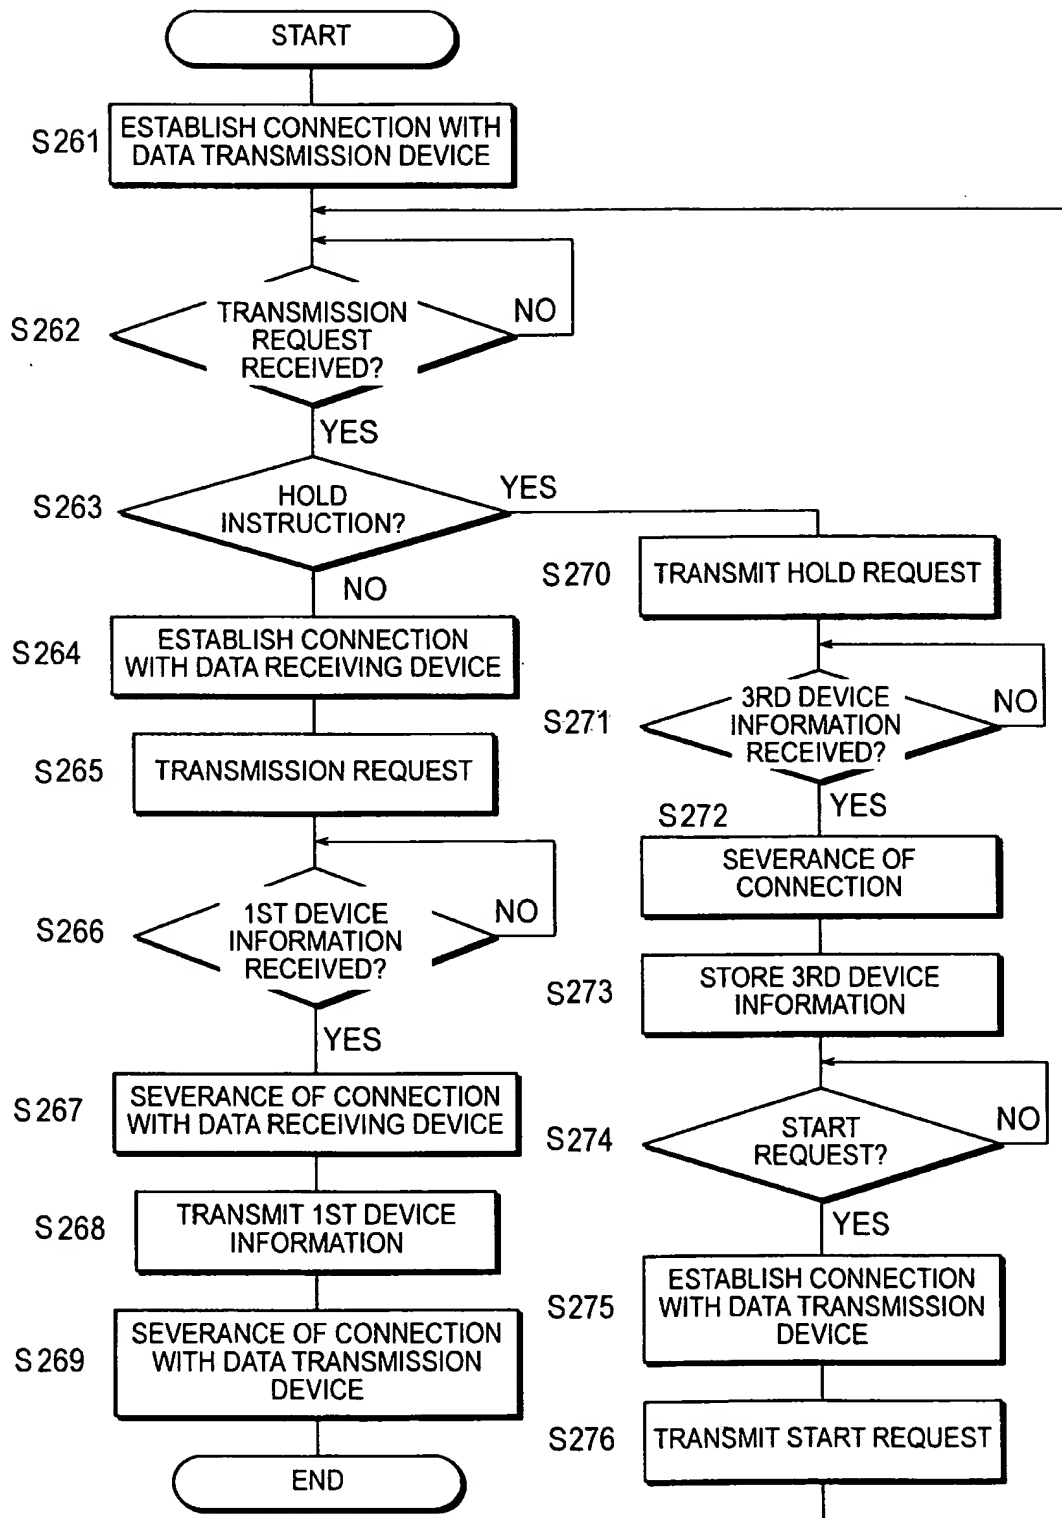 START
S261
ESTABLISH CONNECTION WITH
DATA TRANSMISSION DEVICE
S262
TRANSMISSION
REQUEST
RECEIVED?
NO
YES
S263
HOLD
INSTRUCTION?
YES
NO
S264
ESTABLISH CONNECTION
WITH DATA RECEIVING DEVICE
S265
TRANSMISSION REQUEST
S266
1ST DEVICE
INFORMATION
RECEIVED?
NO
YES
S267
SEVERANCE OF CONNECTION
WITH DATA RECEIVING DEVICE
S268
TRANSMIT 1ST DEVICE
INFORMATION
S269
SEVERANCE OF CONNECTION
WITH DATA TRANSMISSION
DEVICE
END
S270
TRANSMIT HOLD REQUEST
S271
3RD DEVICE
INFORMATION
RECEIVED?
NO
YES
S272
SEVERANCE OF
CONNECTION
S273
STORE 3RD DEVICE
INFORMATION
S274
START
REQUEST?
NO
YES
S275
ESTABLISH CONNECTION
WITH DATA TRANSMISSION
DEVICE
S276
TRANSMIT START REQUEST